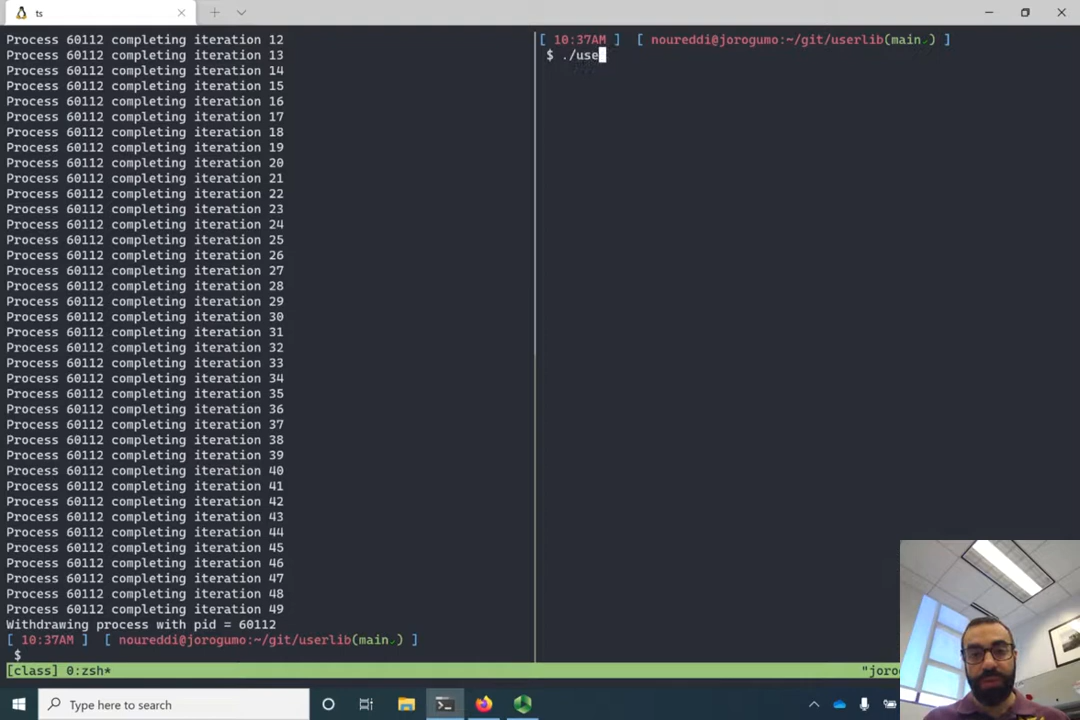 ts
Process 60112 completing iteration 12
Process 60112 completing iteration 13
Process 60112 completing iteration 14
Process 60112 completing iteration 15
Process 60112 completing iteration 16
Process 60112 completing iteration 17
Process 60112 completing iteration 18
Process 60112 completing iteration 19
Process 60112 completing iteration 20
Process 60112 completing iteration 21
Process 60112 completing iteration 22
Process 60112 completing iteration 23
Process 60112 completing iteration 24
Process 60112 completing iteration 25
Process 60112 completing iteration 26
Process 60112 completing iteration 27
Process 60112 completing iteration 28
Process 60112 completing iteration 29
Process 60112 completing iteration 30
Process 60112 completing iteration 31
Process 60112 completing iteration 32
Process 60112 completing iteration 33
Process 60112 completing iteration 34
Process 60112 completing iteration 35
Process 60112 completing iteration 36
Process 60112 completing iteration 37
Process 60112 completing iteration 38
Process 60112 completing iteration 39
Process 60112 completing iteration 40
Process 60112 completing iteration 41
Process 60112 completing iteration 42
Process 60112 completing iteration 43
Process 60112 completing iteration 44
Process 60112 completing iteration 45
Process 60112 completing iteration 46
Process 60112 completing iteration 47
Process 60112 completing iteration 48
Process 60112 completing iteration 49
Withdrawing process with pid = 60112
[ 10:37AM ] [ noureddi@jorogumo:~/git/userlib(main✓) ]
$
[ 10:37AM ] [ noureddi@jorogumo:~/git/userlib(main✓) ]
$ ./use
[class] 0:zsh*
"joro
Type here to search